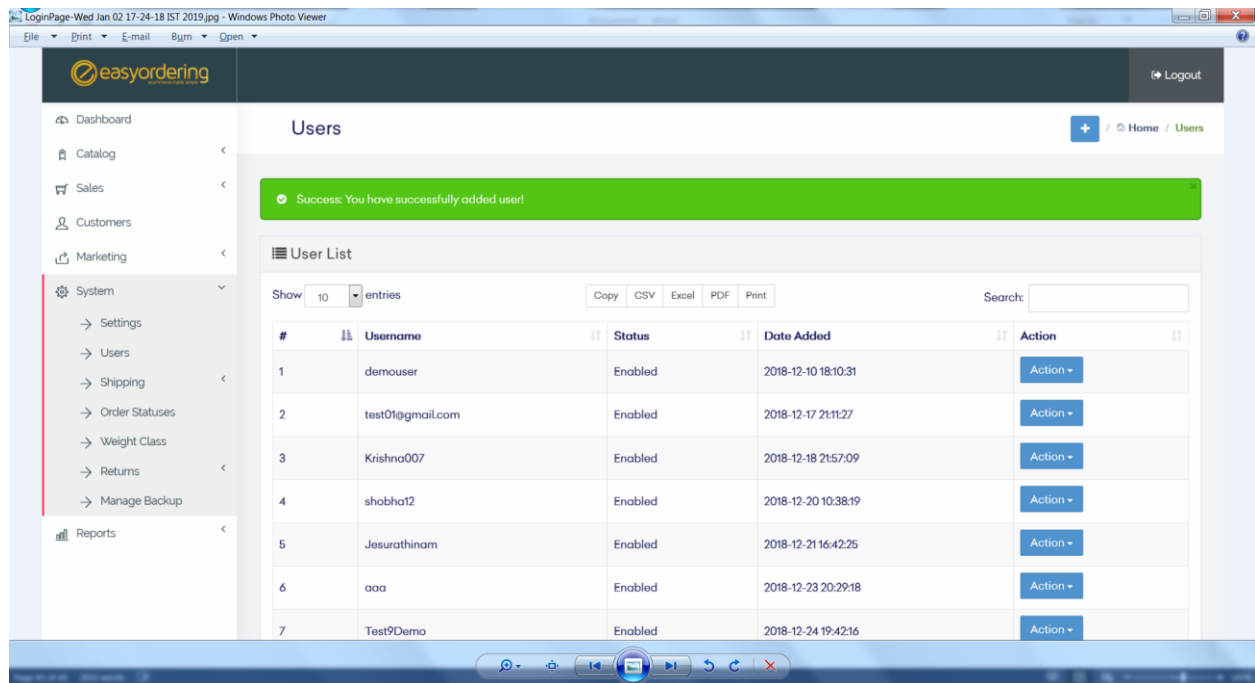 LoginPage-Wed Jan 02 17-24-18 IST 2019.jpg - Windows Photo Viewer
File Print E-mail Burn Open
easyordering
Logout
Dashboard
Catalog
Sales
Customers
Marketing
System
Settings
Users
Shipping
Order Statuses
Weight Class
Returns
Manage Backup
Reports
Users
+ / Home / Users
Success: You have successfully added user!
User List
Show 10 entries
Copy CSV Excel PDF Print
Search:
# Username Status Date Added Action
1 demouser Enabled 2018-12-10 18:10:31 Action
2 test01@gmail.com Enabled 2018-12-17 21:11:27 Action
3 Krishna007 Enabled 2018-12-18 21:57:09 Action
4 shobha12 Enabled 2018-12-20 10:38:19 Action
5 Jesurathinam Enabled 2018-12-21 16:42:25 Action
6 aaa Enabled 2018-12-23 20:29:18 Action
7 Test9Demo Enabled 2018-12-24 19:42:16 Action